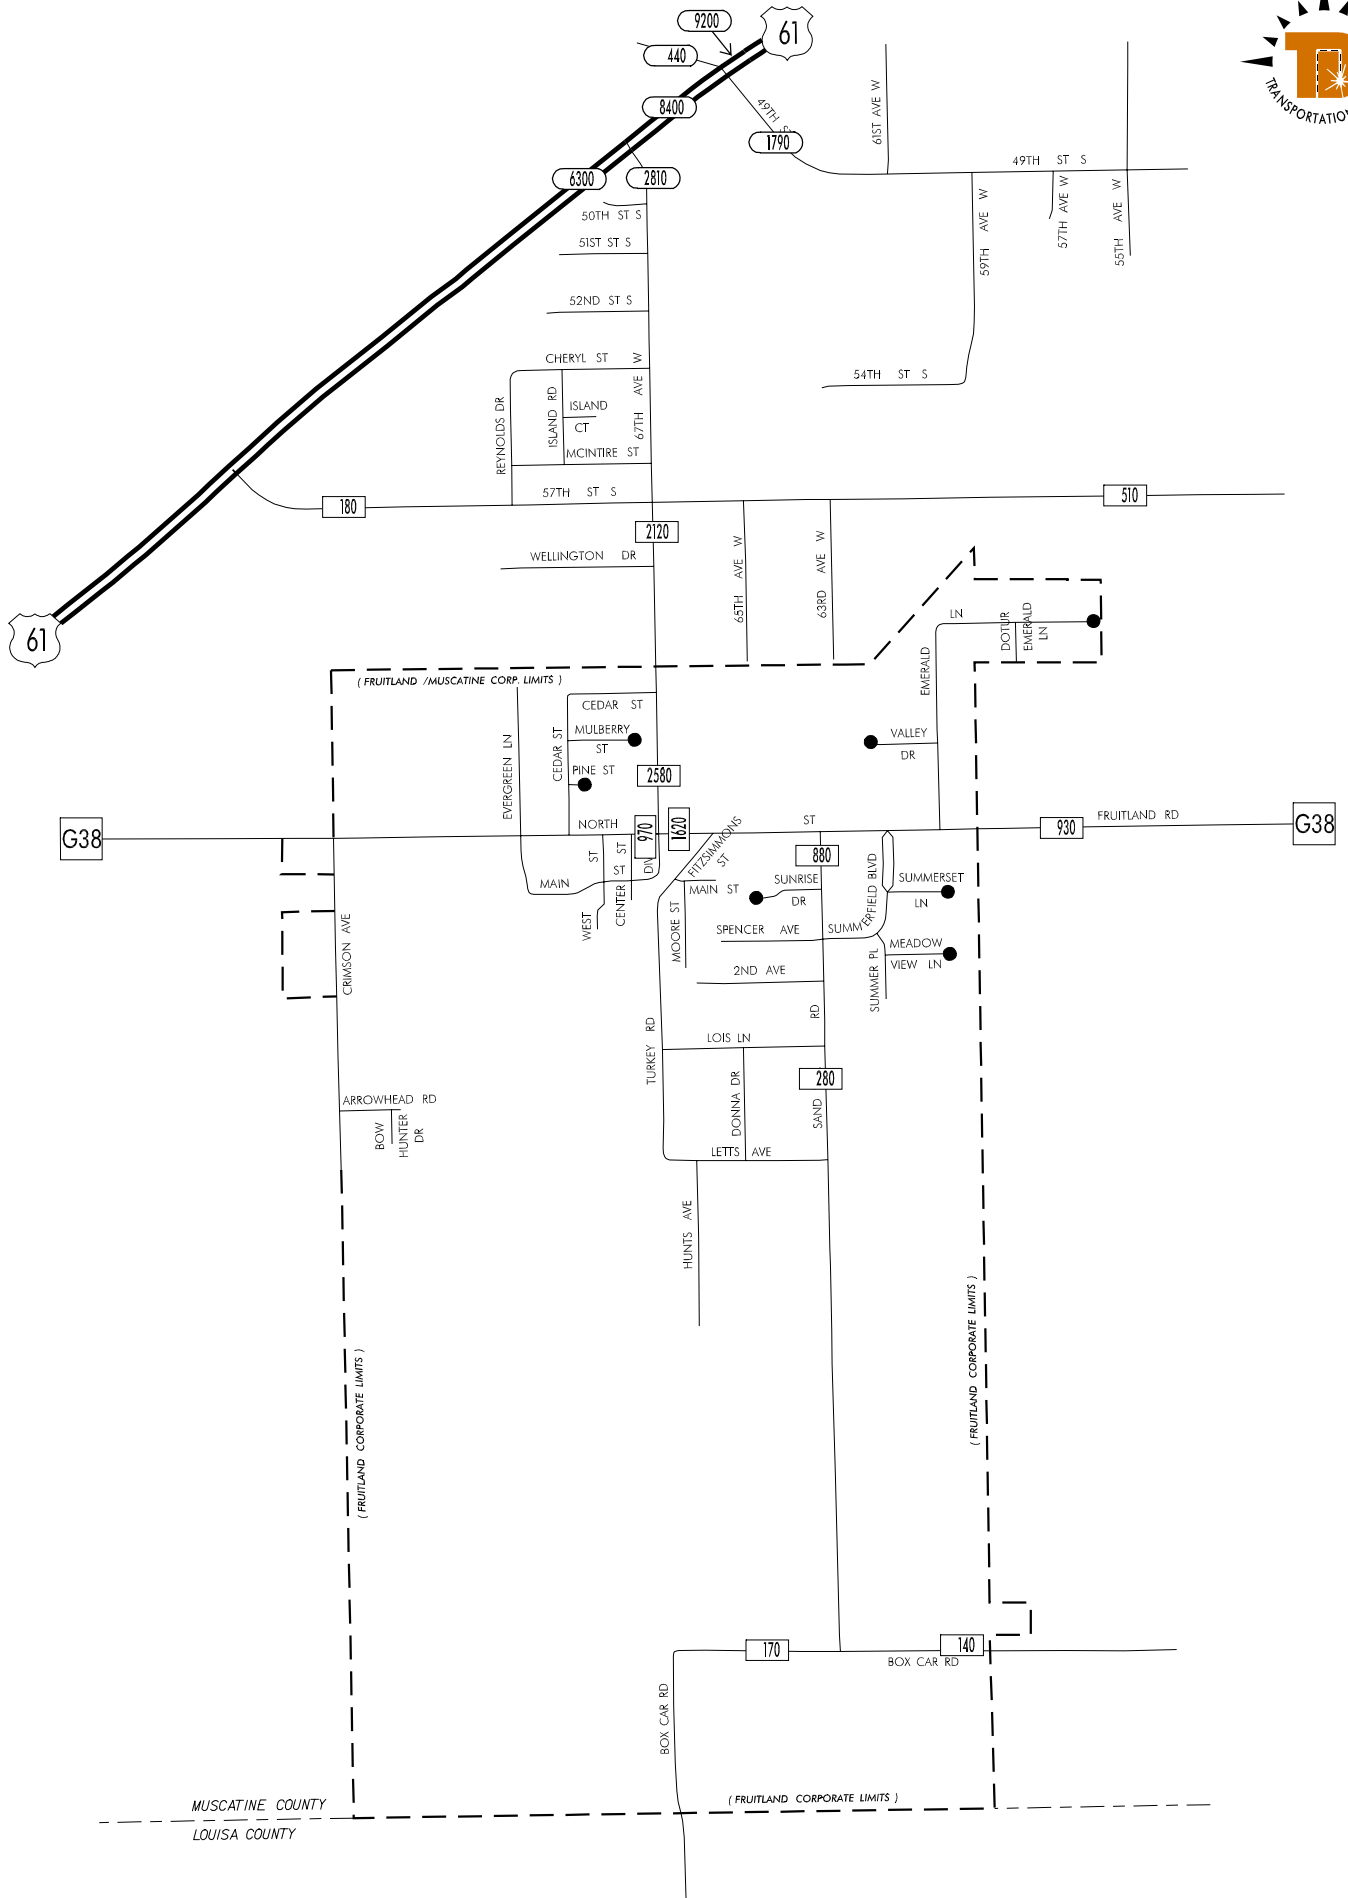 9200
61
440
8400
49TH S
1790
61ST AVE W
49TH ST S
TRANSPORTATION
6300
2810
50TH ST S
51ST ST S
59TH AVE W
57TH AVE W
55TH AVE W
52ND ST S
CHERYL ST
67TH AVE W
54TH ST S
REYNOLDS DR
ISLAND RD
ISLAND
CT
MCINTIRE ST
57TH ST S
180
510
2120
WELLINGTON DR
65TH AVE W
63RD AVE W
61
LN
DOTUR
EMERALD
LN
EMERALD
( FRUITLAND /MUSCATINE CORP. LIMITS )
CEDAR ST
EVERGREEN LN
CEDAR ST
MULBERRY
ST
VALLEY
DR
PINE ST
2580
G38
NORTH
970
1620
FITZSIMMONS
ST
ST
930
FRUITLAND RD
G38
MAIN
ST
ST
ST
CENTER
DIV
WEST
MAIN ST
MOORE ST
880
SUNRISE
DR
SUMMERFIELD BLVD
SUMMERSET
LN
SPENCER AVE
MEADOW
VIEW LN
SUMMER PL
CRIMSON AVE
2ND AVE
RD
TURKEY RD
LOIS LN
DONNA DR
280
SAND
ARROWHEAD RD
BOW
HUNTER
DR
LETTS AVE
HUNTS AVE
( FRUITLAND CORPORATE LIMITS )
( FRUITLAND CORPORATE LIMITS )
170
140
BOX CAR RD
BOX CAR RD
( FRUITLAND CORPORATE LIMITS )
MUSCATINE COUNTY
LOUISA COUNTY